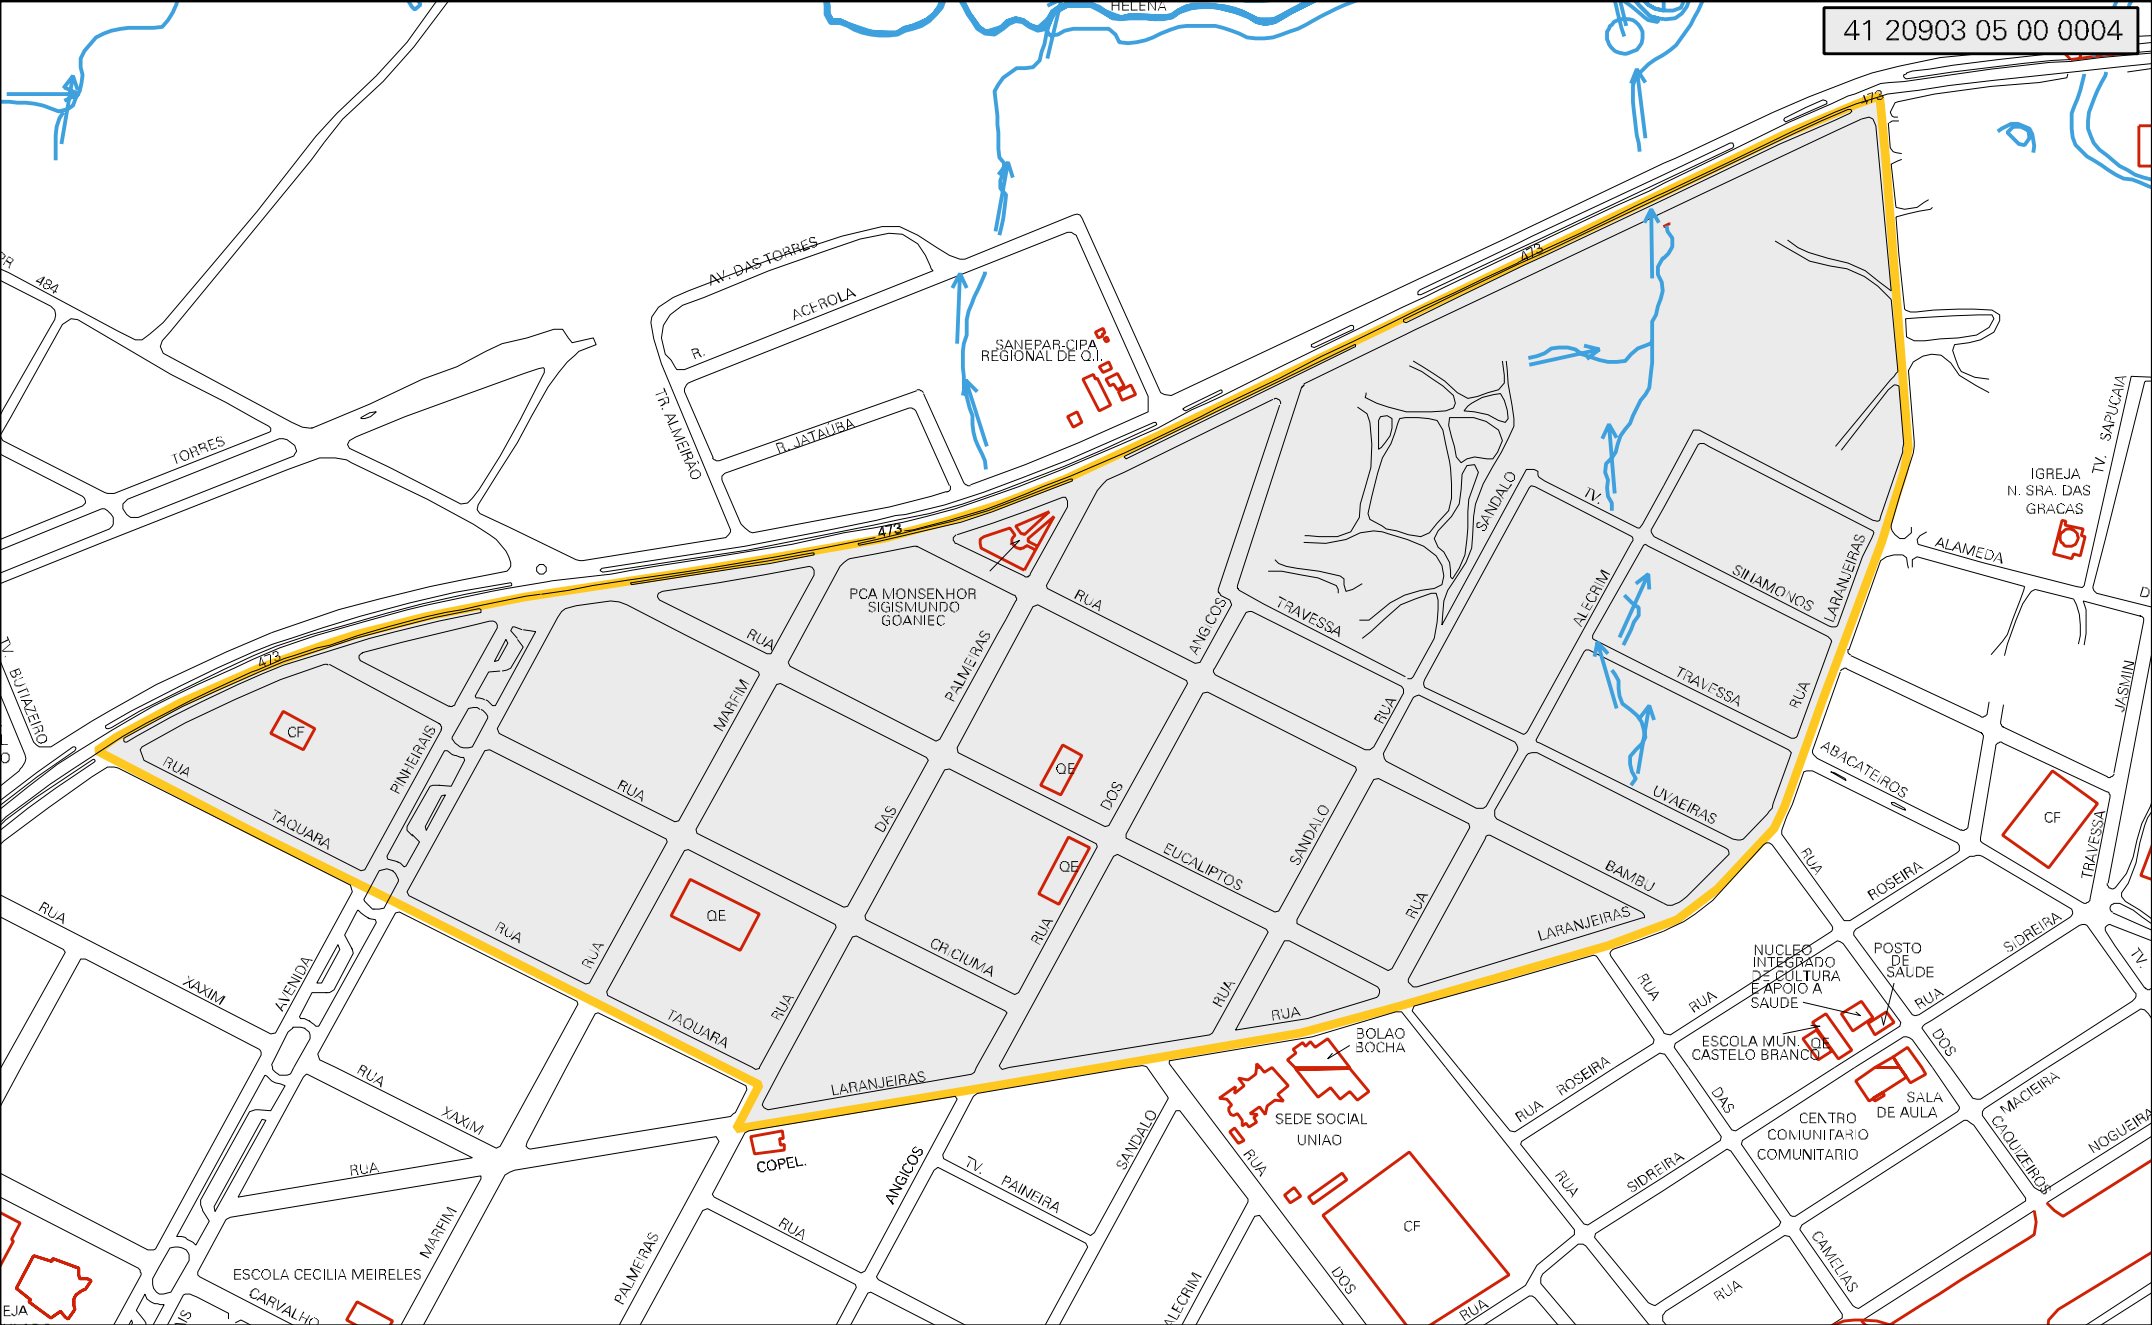 HELENA
41 20903 05 00 0004
473
PR
484
AV. DAS TORRES
R. ACEROLA
473
SANEPAR-CIPA
REGIONAL DE Q.I.
TR. ALMEIRÃO
R. JATAUBA
TORRES
TV. SAPUCAIA
IGREJA
N. SRA. DAS
GRACAS
SANDALO
TV.
473
ALAMEDA
LARANJEIRAS
SINAMONOS
ALECRIM
PCA MONSENHOR
SIGISMUNDO
GOANIEC
RUA
ANGICOS
TRAVESSA
RUA
PALMEIRAS
473
TV. BUTIAZEIRO
MARFIM
RUA
TRAVESSA
RUA
JASMIN
CF
PINHEIRAIS
RUA
RUA
QE
DOS
UVAEIRAS
ABACATEIROS
TAQUARA
DAS
SANDALO
EUCALIPTOS
QE
BAMBU
RUA
ROSEIRA
CF
TRAVESSA
RUA
QE
RUA
RUA
RUA
CRICIUMA
RUA
LARANJEIRAS
SIDREIRA
TV.
NUCLEO
INTEGRADO
DE CULTURA
E APOIO A
SAUDE
POSTO
DE
SAUDE
XAXIM
AVENIDA
TAQUARA
RUA
RUA
RUA
RUA
RUA
RUA
BOLAO
BOCHA
ESCOLA MUN. QE
CASTELO BRANCO
DOS
RUA
LARANJEIRAS
ROSEIRA
RUA
DAS
MACIEIRA
SALA
DE AULA
CENTRO
COMUNITARIO
COMUNITARIO
XAXIM
SEDE SOCIAL
UNIAO
SANDALO
CAQUIZEIROS
NOGUEIRA
COPEL.
RUA
ANGICOS
TV. PAINEIRA
RUA
RUA
SIDREIRA
MARFIM
RUA
CF
PALMEIRAS
CAMELIAS
ESCOLA CECILIA MEIRELES
CARVALHO
ALECRIM
DOS
RUA
RUA
EJA